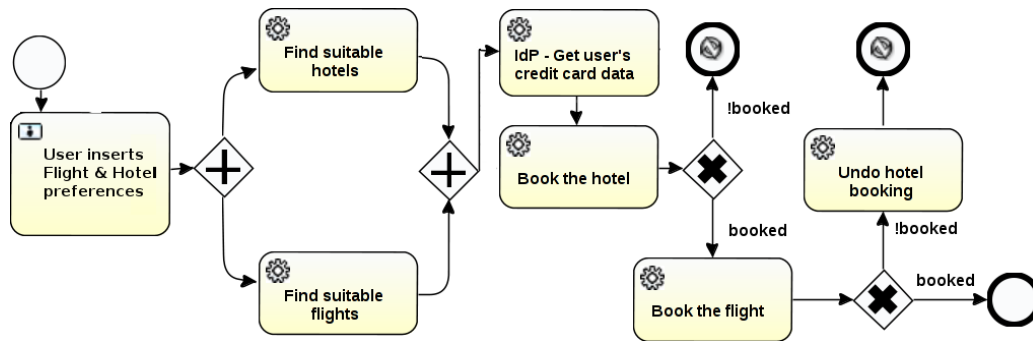 User inserts
Flight & Hotel
preferences
Find suitable
hotels
Find suitable
flights
IdP - Get user's
credit card data
Book the hotel
!booked
booked
Book the flight
Undo hotel
booking
!booked
booked